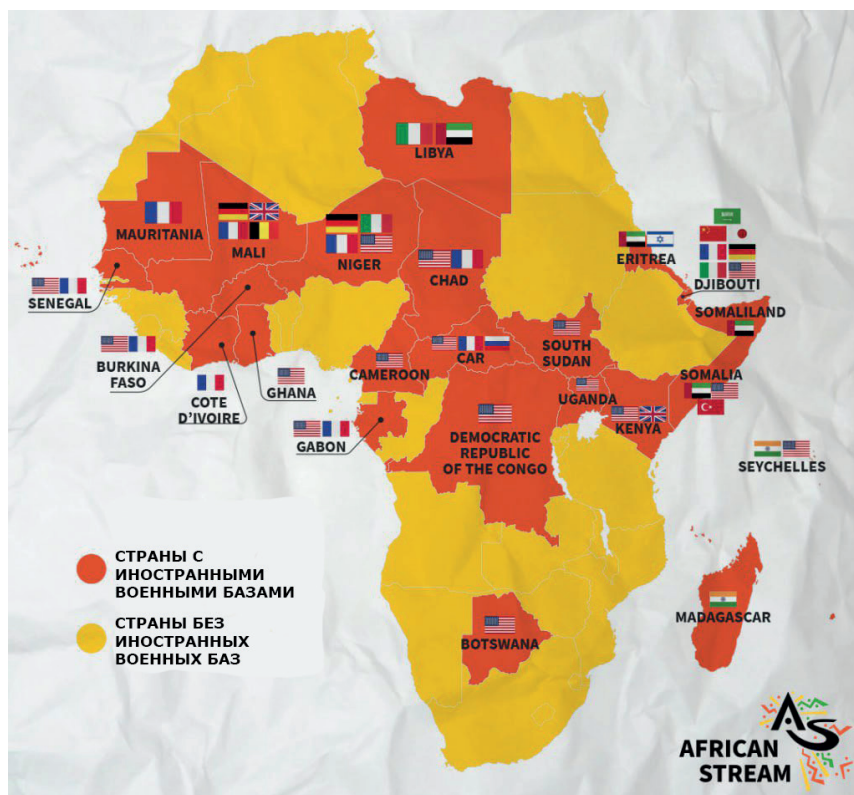 LIBYA
MAURITANIA
MALI
NIGER
CHAD
ERITREA
DJIBOUTI
SENEGAL
SOMALILAND
BURKINA
FASO
COTE
D’IVOIRE
GHANA
CAMEROON
CAR
SOUTH
SUDAN
SOMALIA
UGANDA
KENYA
GABON
DEMOCRATIC
REPUBLIC
OF THE CONGO
SEYCHELLES
СТРАНЫ С
ИНОСТРАННЫМИ
ВОЕННЫМИ БАЗАМИ
СТРАНЫ БЕЗ
ИНОСТРАННЫХ
ВОЕННЫХ БАЗ
BOTSWANA
MADAGASCAR
AS
AFRICAN
STREAM